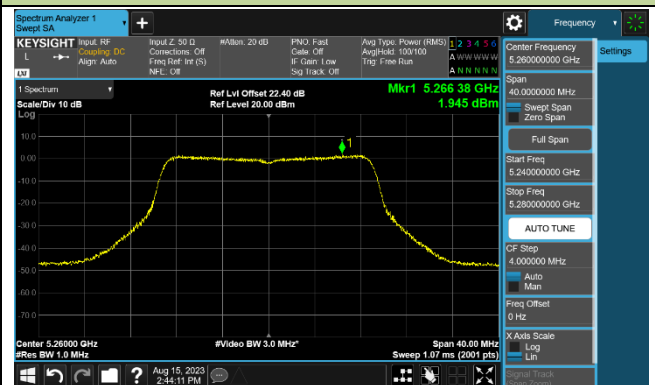 Spectrum Analyzer 1
Swept SA
+
Frequency
KEYSIGHT
L
LXI
Input: RF
Coupling: DC
Align: Auto
Input Z: 50 Ω
Corrections: Off
Freq Ref: Int (S)
NFE: Off
#Atten: 20 dB
PNO: Fast
Gate: Off
IF Gain: Low
Sig Track: Off
Avg Type: Power (RMS)
Avg|Hold: 100/100
Trig: Free Run
1 2 3 4 5 6
A W W W W W
A N N N N N
1 Spectrum
Scale/Div 10 dB
Log
Ref Lvl Offset 22.40 dB
Ref Level 20.00 dBm
Mkr1 5.266 38 GHz
1.945 dBm
1
10.0
0.00
-10.0
-20.0
-30.0
-40.0
-50.0
-60.0
-70.0
Center 5.26000 GHz
#Res BW 1.0 MHz
#Video BW 3.0 MHz*
Span 40.00 MHz
Sweep 1.07 ms (2001 pts)
Center Frequency
5.260000000 GHz
Span
40.0000000 MHz
Swept Span
Zero Span
Full Span
Start Freq
5.240000000 GHz
Stop Freq
5.280000000 GHz
AUTO TUNE
CF Step
4.000000 MHz
Auto
Man
Freq Offset
0 Hz
X Axis Scale
Log
Lin
Signal Track
(Span Zoom)
Settings
?
Aug 15, 2023
2:44:11 PM